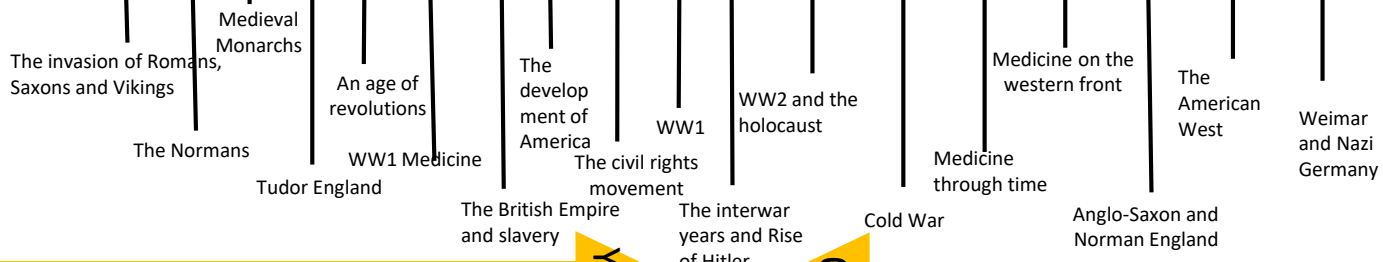 The invasion of Romans,
Saxons and Vikings
The Normans
Medieval
Monarchs
Tudor England
An age of
revolutions
WW1 Medicine
The British Empire
and slavery
The
develop
ment of
America
The civil rights
movement
WW1
The interwar
years and Rise
of Hitler
WW2 and the
holocaust
Cold War
Medicine
through time
Medicine on the
western front
Anglo-Saxon and
Norman England
The
American
West
Weimar
and Nazi
Germany